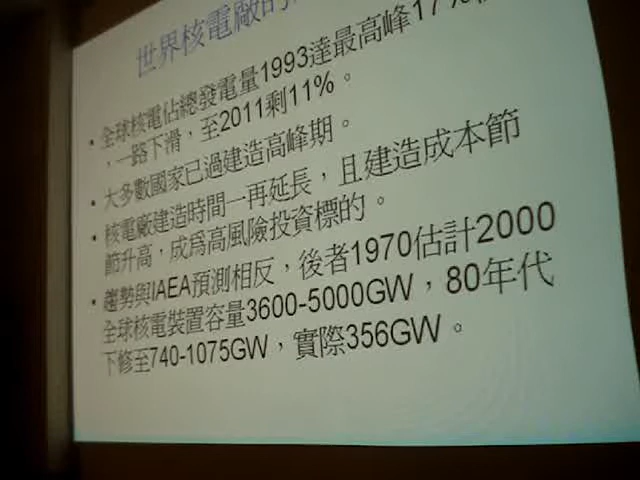 世界核電廠的
• 全球核電佔總發電量1993達最高峰17%
，一路下滑，至2011剩11%。
• 大多數國家已過建造高峰期。
• 核電廠建造時間一再延長，且建造成本節
節升高，成為高風險投資標的。
• 趨勢與IAEA預測相反，後者1970估計2000
全球核電裝置容量3600-5000GW，80年代
下修至740-1075GW，實際356GW。